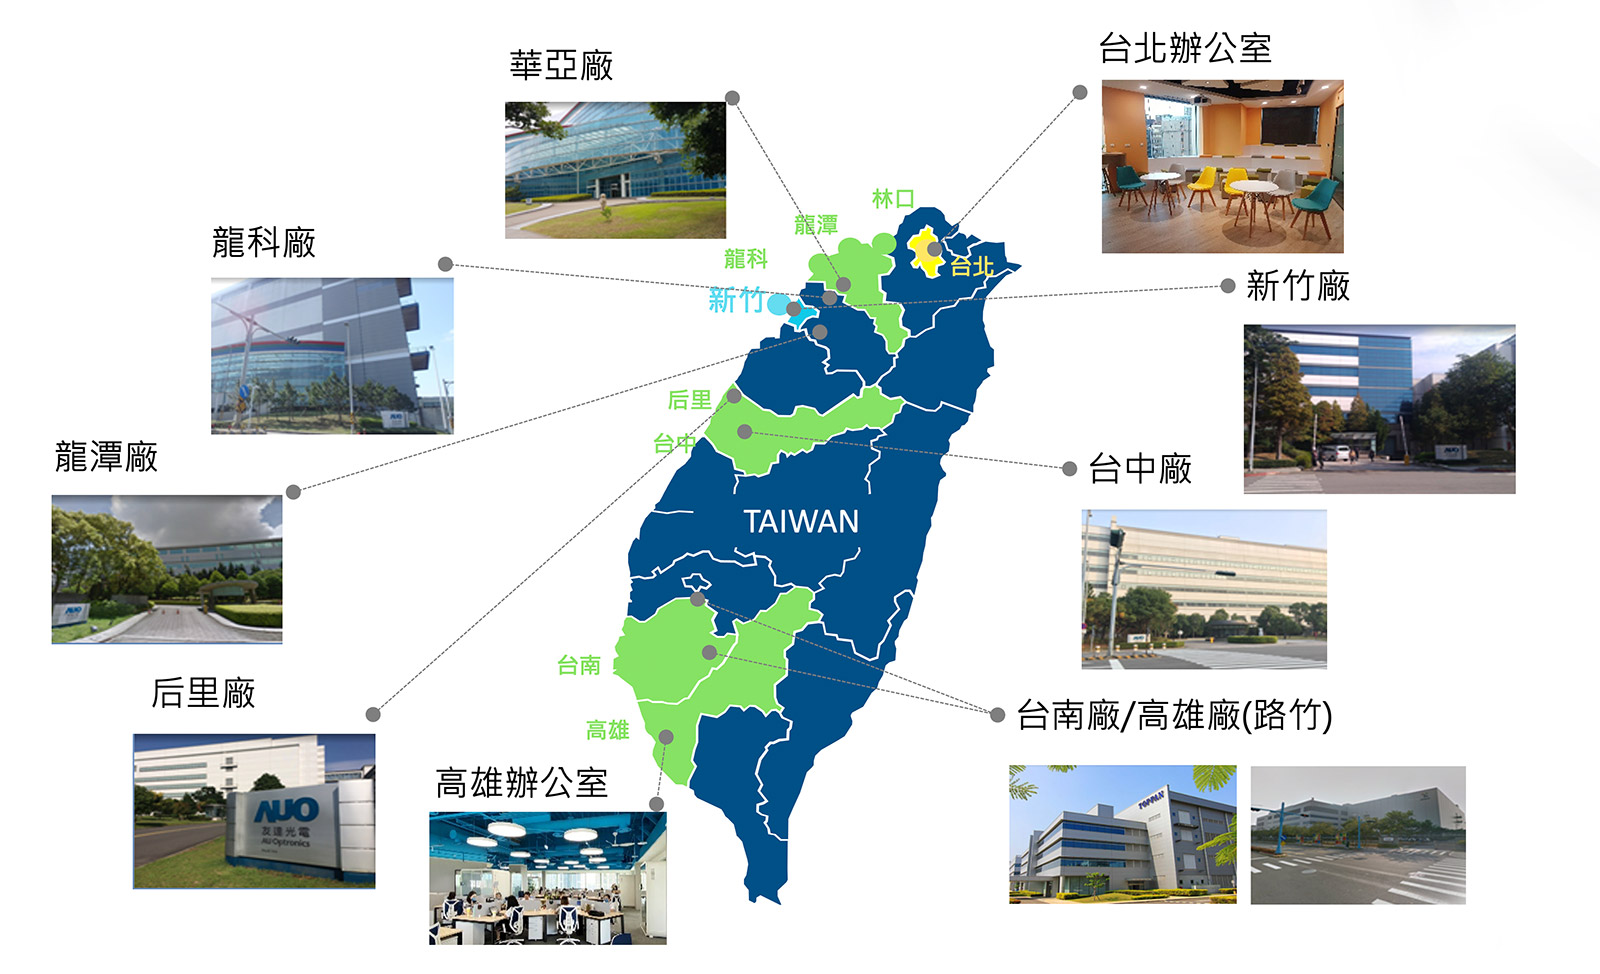 華亞廠
台北辦公室
林口
龍潭
龍科廠
龍科
台北
新竹
新竹廠
后里
龍潭廠
台中
台中廠
AUO
TAIWAN
AUO
AUO
台南
后里廠
台南廠/高雄廠(路竹)
高雄
高雄辦公室
TOPPAN
AUO
友達光電
AU Optronics